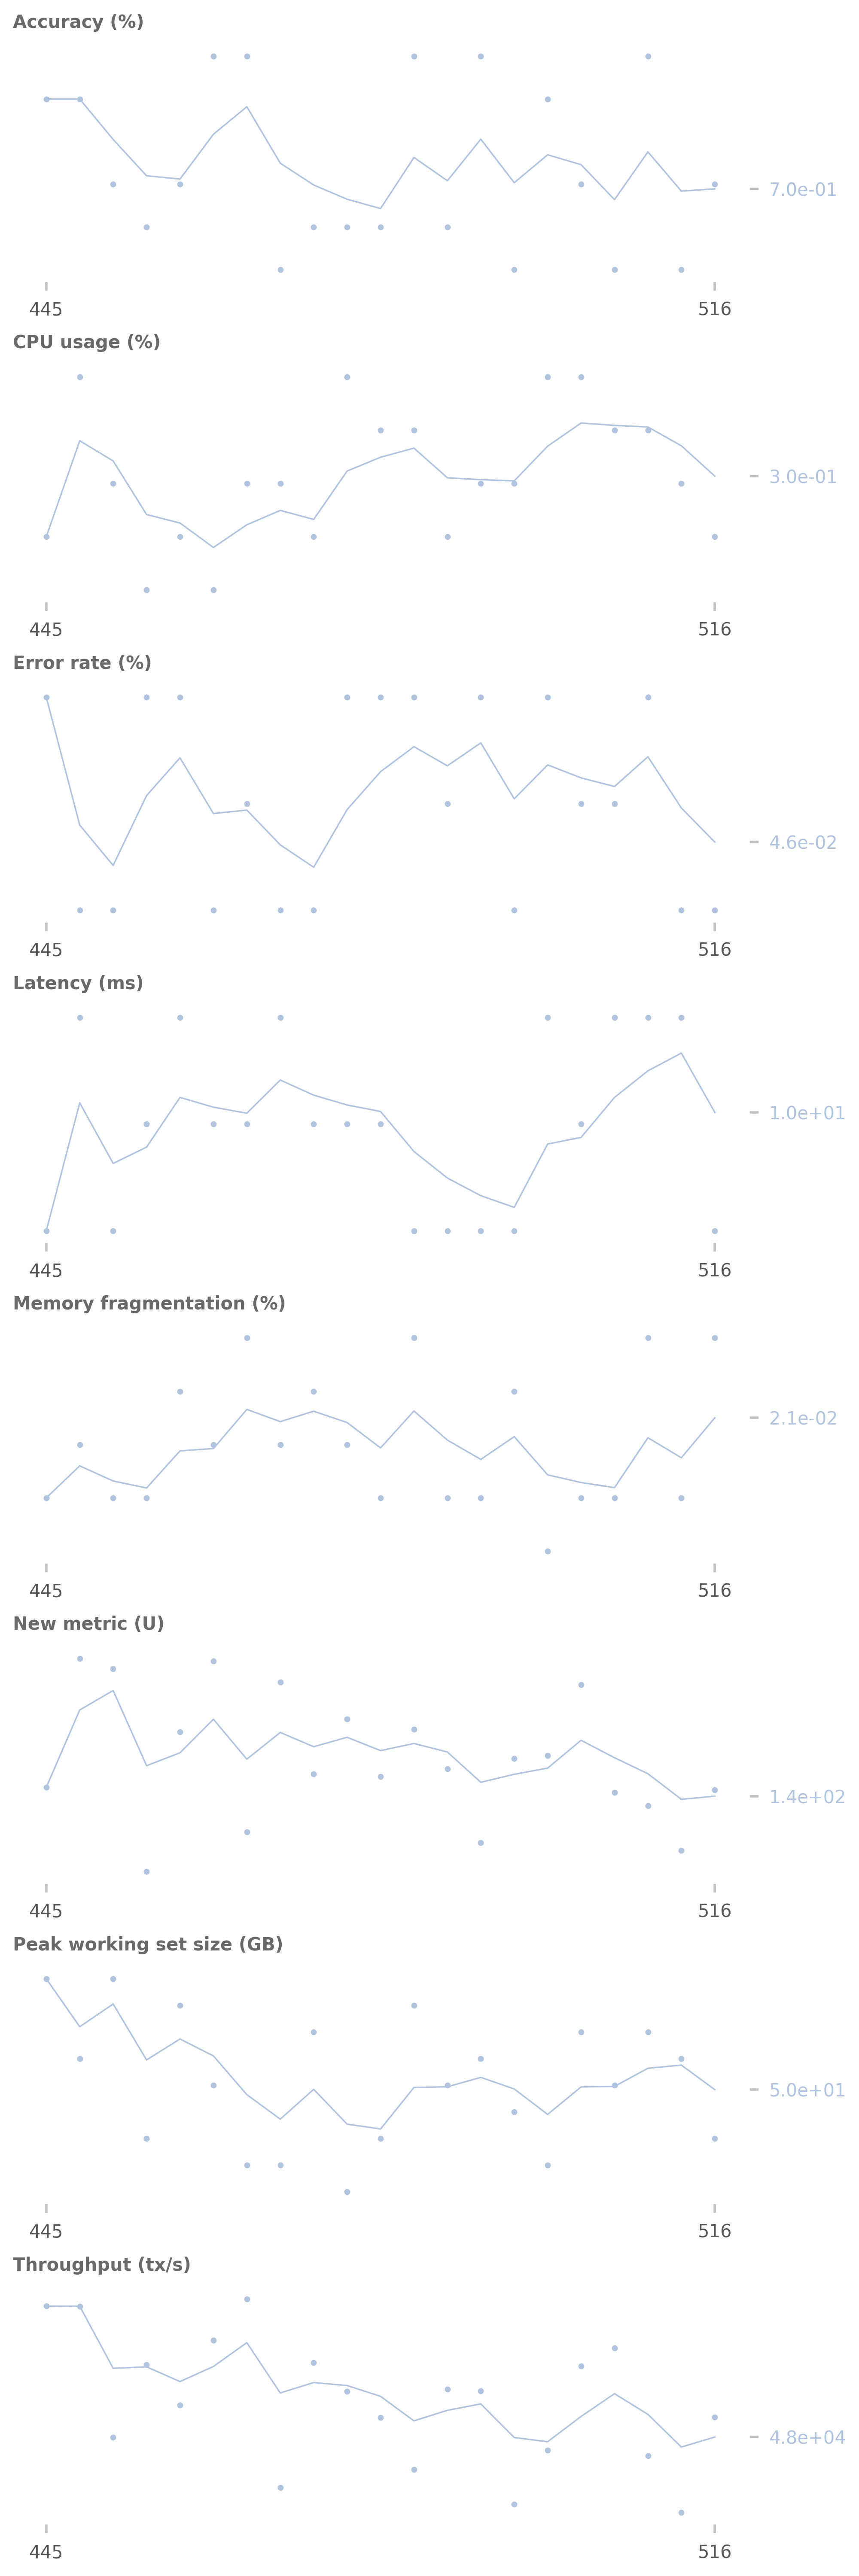 Accuracy (%)
7.0e-01
445 516
CPU usage (%)
3.0e-01
445 516
Error rate (%)
4.6e-02
445 516
Latency (ms)
1.0e+01
445 516
Memory fragmentation (%)
2.1e-02
445 516
New metric (U)
1.4e+02
445 516
Peak working set size (GB)
5.0e+01
445 516
Throughput (tx/s)
4.8e+04
445 516